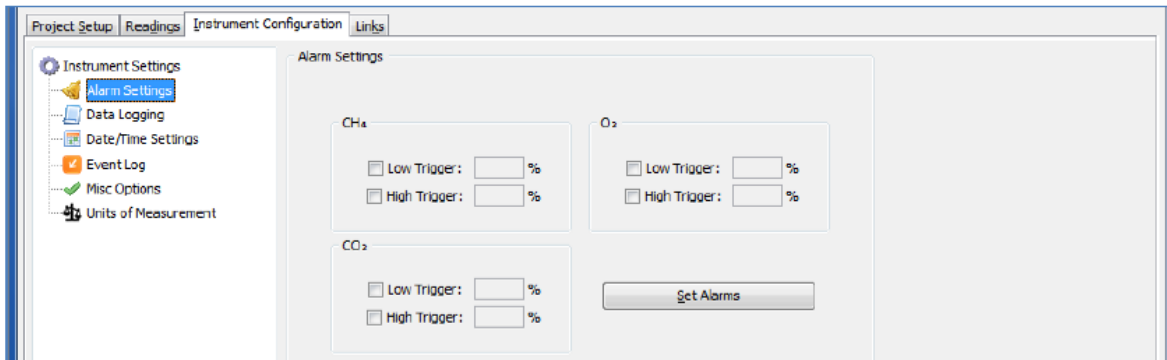 Project Setup Readings Instrument Configuration Links
Instrument Settings
Alarm Settings
Data Logging
Date/Time Settings
Event Log
Misc Options
Units of Measurement
Alarm Settings
CH₄
Low Trigger: %
High Trigger: %
O₂
Low Trigger: %
High Trigger: %
CO₂
Low Trigger: %
High Trigger: %
Set Alarms